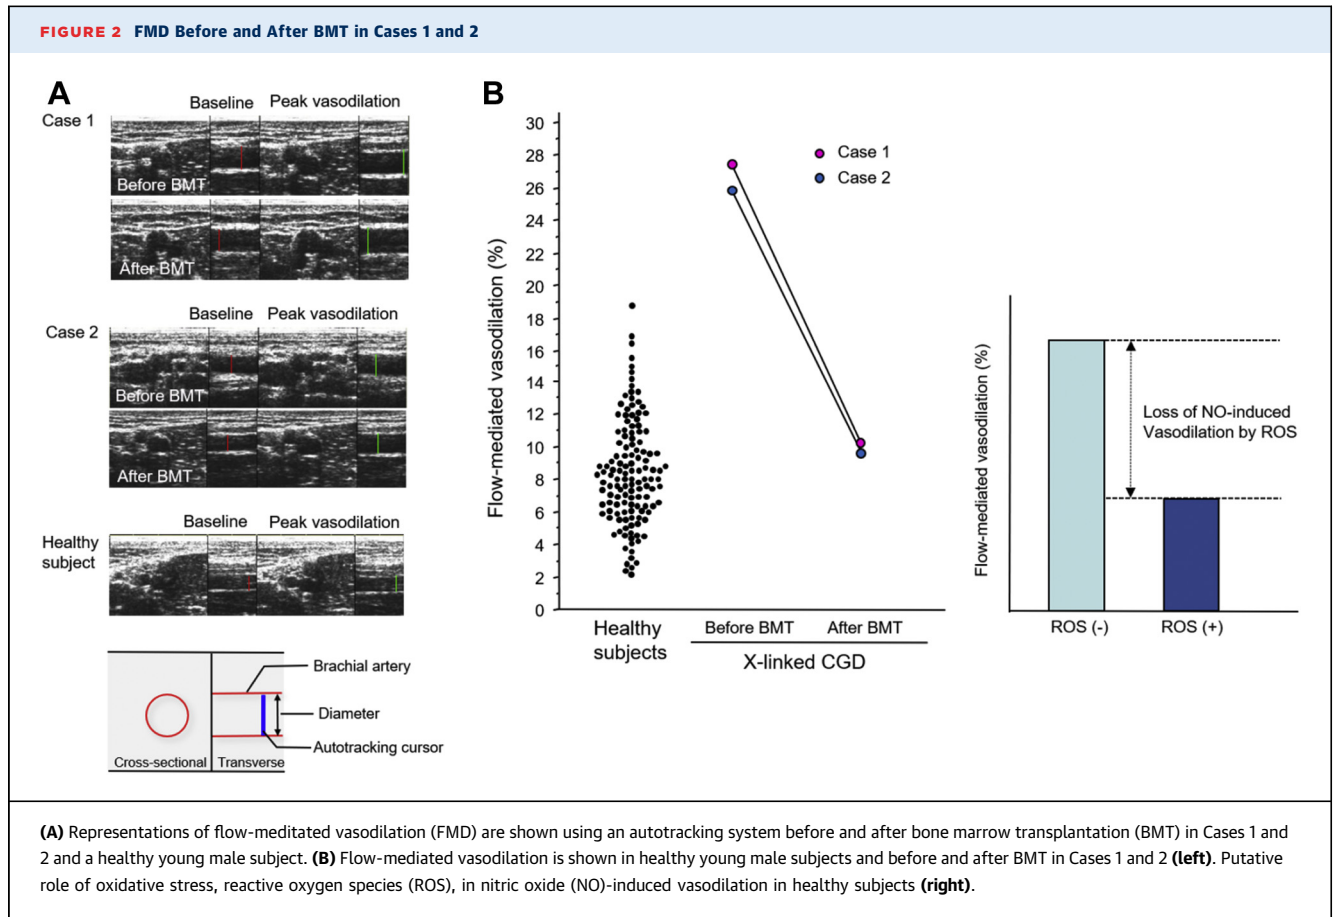 FIGURE 2 FMD Before and After BMT in Cases 1 and 2
A
Baseline Peak vasodilation
Case 1
Before BMT
After BMT
Baseline Peak vasodilation
Case 2
Before BMT
After BMT
Baseline Peak vasodilation
Healthy
subject
Brachial artery
Diameter
Autotracking cursor
Cross-sectional Transverse
B
Flow-mediated vasodilation (%)
30
28
26
24
22
20
18
16
14
12
10
8
6
4
2
0
Case 1
Case 2
Healthy
subjects
Before BMT After BMT
X-linked CGD
Flow-mediated vasodilation (%)
Loss of NO-induced
Vasodilation by ROS
ROS (-) ROS (+)
(A) Representations of flow-meditated vasodilation (FMD) are shown using an autotracking system before and after bone marrow transplantation (BMT) in Cases 1 and
2 and a healthy young male subject. (B) Flow-mediated vasodilation is shown in healthy young male subjects and before and after BMT in Cases 1 and 2 (left). Putative
role of oxidative stress, reactive oxygen species (ROS), in nitric oxide (NO)-induced vasodilation in healthy subjects (right).